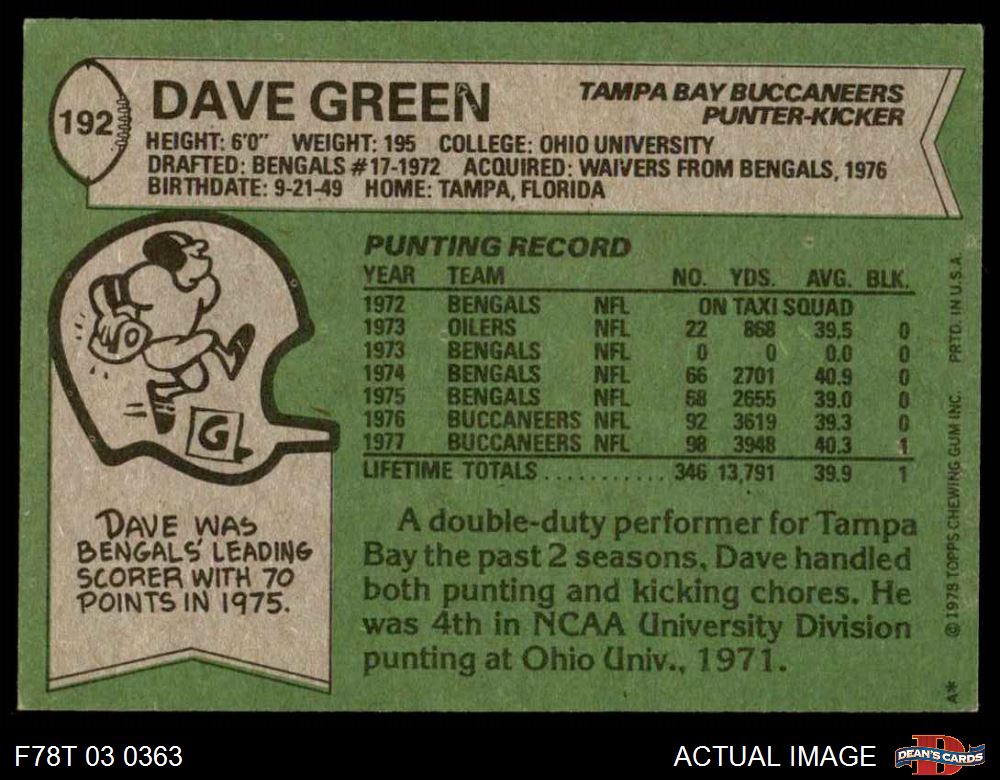 192
DAVE GREEN
TAMPA BAY BUCCANEERS
PUNTER-KICKER
HEIGHT: 6'0" WEIGHT: 195 COLLEGE: OHIO UNIVERSITY
DRAFTED: BENGALS #17-1972 ACQUIRED: WAIVERS FROM BENGALS, 1976
BIRTHDATE: 9-21-49 HOME: TAMPA, FLORIDA
PUNTING RECORD
YEAR TEAM NO. YDS. AVG. BLK.
1972 BENGALS NFL ON TAXI SQUAD
1973 OILERS NFL 22 868 39.5 0
1973 BENGALS NFL 0 0 0.0 0
1974 BENGALS NFL 66 2701 40.9 0
1975 BENGALS NFL 68 2655 39.0 0
1976 BUCCANEERS NFL 92 3619 39.3 0
1977 BUCCANEERS NFL 98 3948 40.3 1
LIFETIME TOTALS ........... 346 13,791 39.9 1
G
DAVE WAS
BENGALS' LEADING
SCORER WITH 70
POINTS IN 1975.
A double-duty performer for Tampa
Bay the past 2 seasons, Dave handled
both punting and kicking chores. He
was 4th in NCAA University Division
punting at Ohio Univ., 1971.
A* © 1978 TOPPS CHEWING GUM INC. PRTD. IN U.S.A.
F78T 03 0363
ACTUAL IMAGE
D
DEAN'S CARDS